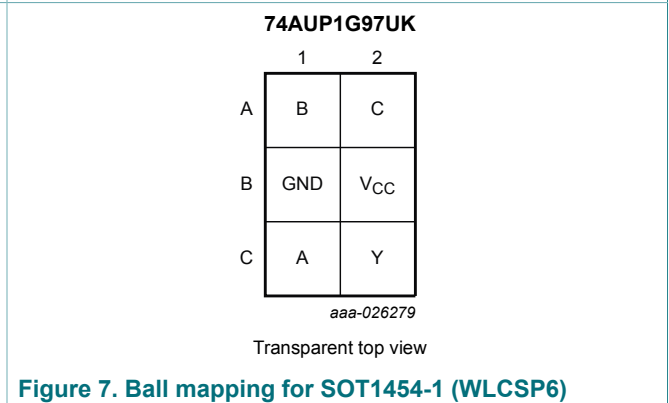 74AUP1G97UK
1 2
A B C
B GND VCC
C A Y
aaa-026279
Transparent top view
Figure 7. Ball mapping for SOT1454-1 (WLCSP6)